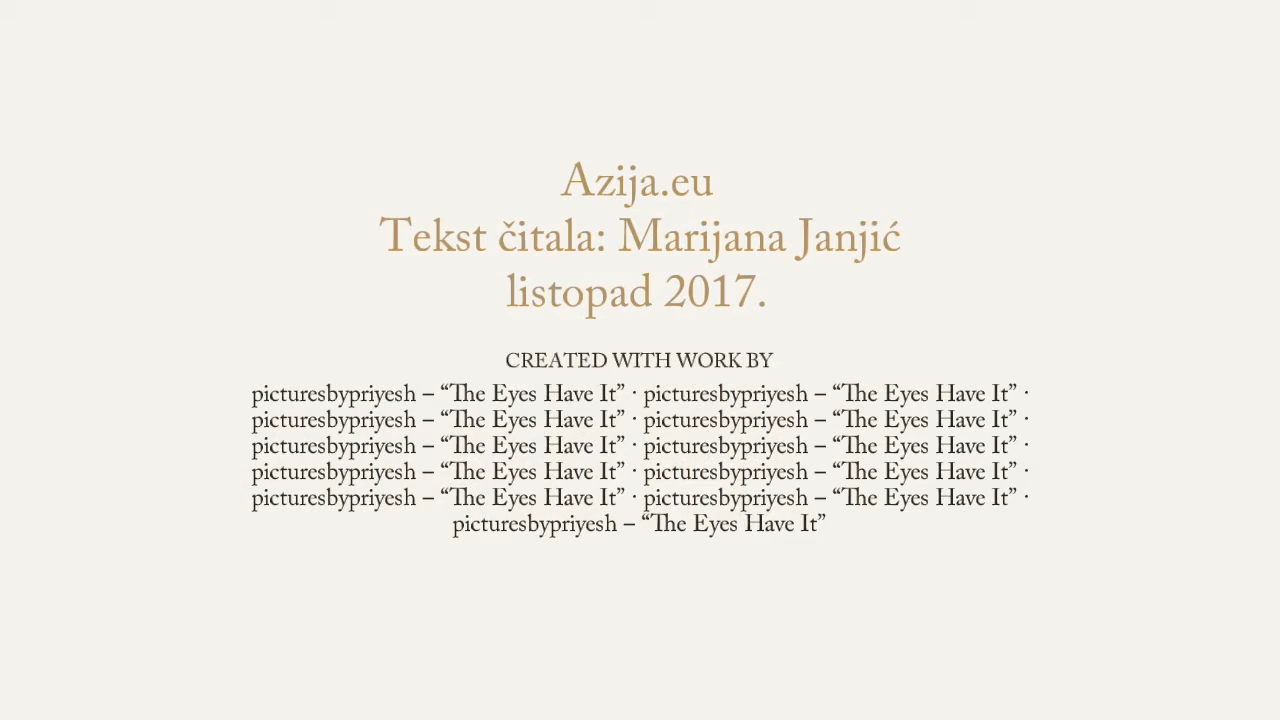 Azija.eu
Tekst čitala: Marijana Janjić
listopad 2017.
CREATED WITH WORK BY
picturesbypriyesh – “The Eyes Have It” · picturesbypriyesh – “The Eyes Have It” ·
picturesbypriyesh – “The Eyes Have It” · picturesbypriyesh – “The Eyes Have It” ·
picturesbypriyesh – “The Eyes Have It” · picturesbypriyesh – “The Eyes Have It” ·
picturesbypriyesh – “The Eyes Have It” · picturesbypriyesh – “The Eyes Have It” ·
picturesbypriyesh – “The Eyes Have It” · picturesbypriyesh – “The Eyes Have It” ·
picturesbypriyesh – “The Eyes Have It”